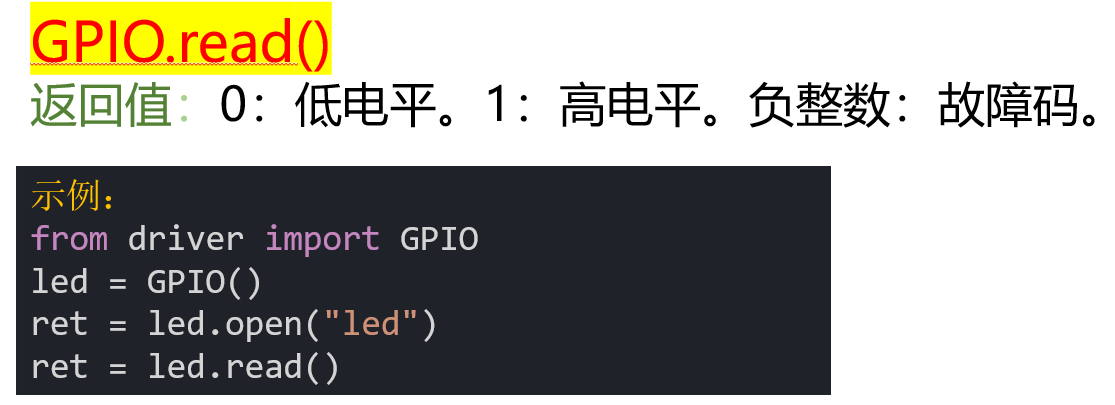 GPIO.read()
返回值：0：低电平。1：高电平。负整数：故障码。
示例：
from driver import GPIO
led = GPIO()
ret = led.open("led")
ret = led.read()